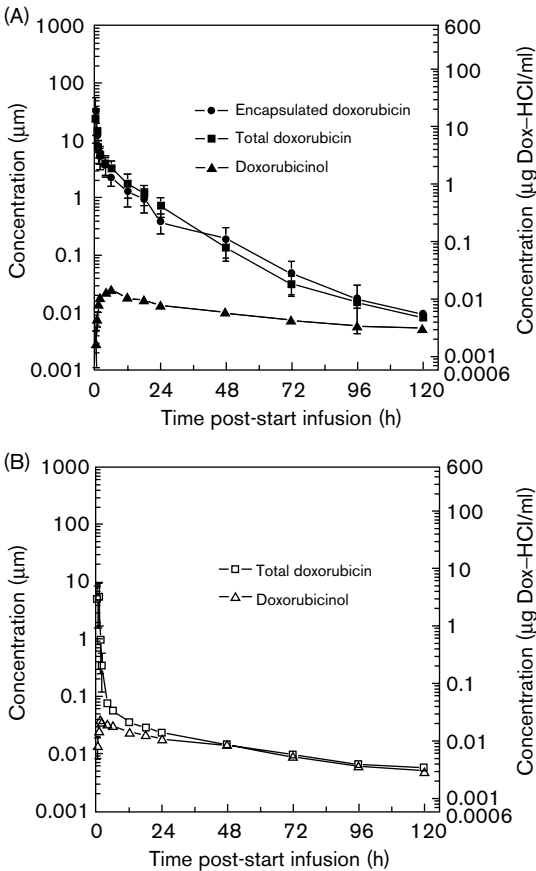 (A)
Concentration (μm)
1000
100
10
1
0.1
0.01
0.001
Encapsulated doxorubicin
Total doxorubicin
Doxorubicinol
600
100
10
1
0.1
0.01
0.001
0.0006
Concentration (μg Dox–HCl/ml)
0 24 48 72 96 120
Time post-start infusion (h)
(B)
Concentration (μm)
1000
100
10
1
0.1
0.01
0.001
Total doxorubicin
Doxorubicinol
600
100
10
1
0.1
0.01
0.001
0.0006
Concentration (μg Dox–HCl/ml)
0 24 48 72 96 120
Time post-start infusion (h)